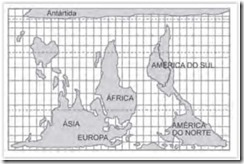 Antártida
AMÉRICA DO SUL
ÁFRICA
ÁSIA
EUROPA
AMÉRICA
DO NORTE